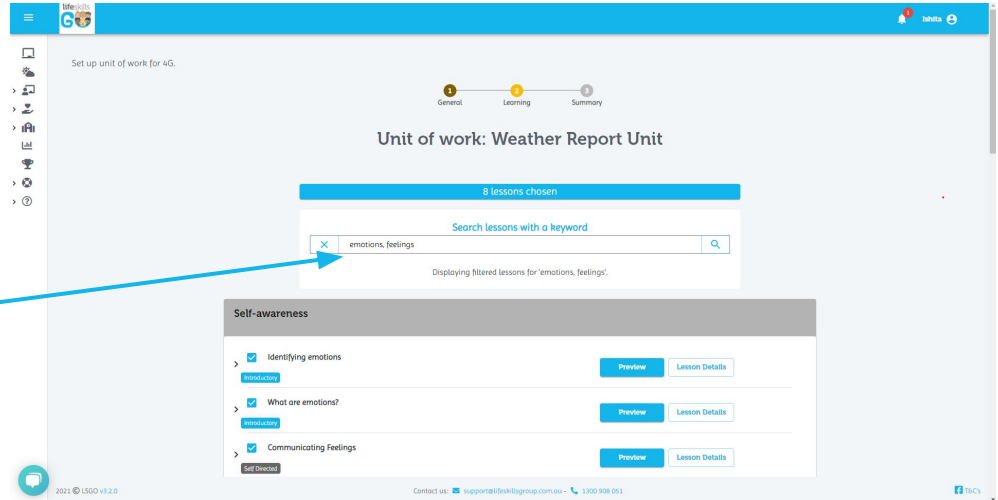 lifeskills
GO
1
Ishita
Set up unit of work for 4G.
1 2 3
General Learning Summary
Unit of work: Weather Report Unit
8 lessons chosen
Search lessons with a keyword
emotions, feelings
Displaying filtered lessons for 'emotions, feelings'.
Self-awareness
Identifying emotions
Introductory
Preview Lesson Details
What are emotions?
Introductory
Preview Lesson Details
Communicating Feelings
Self Directed
Preview Lesson Details
2021 © LSGO v3.2.0 Contact us: support@lifeskillsgroup.com.au - 1300 908 051 T&C's